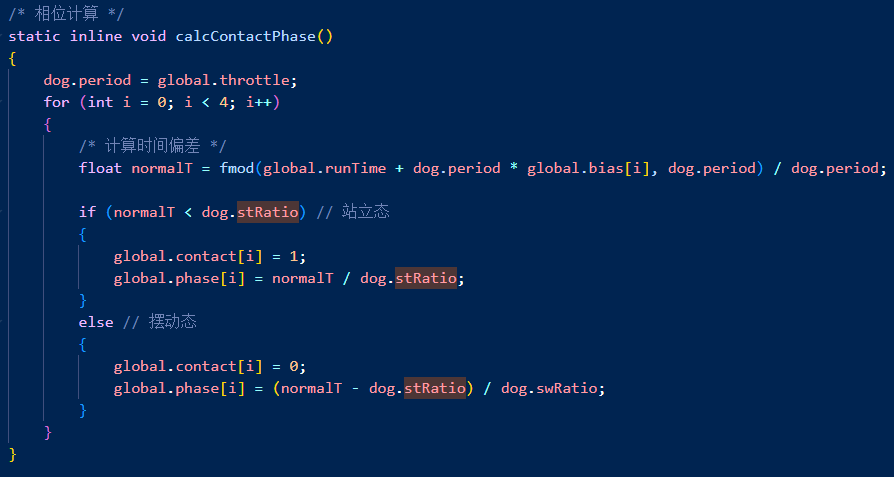 /* 相位计算 */
static inline void calcContactPhase()
{
    dog.period = global.throttle;
    for (int i = 0; i < 4; i++)
    {
        /* 计算时间偏差 */
        float normalT = fmod(global.runTime + dog.period * global.bias[i], dog.period) / dog.period;

        if (normalT < dog.stRatio) // 站立态
        {
            global.contact[i] = 1;
            global.phase[i] = normalT / dog.stRatio;
        }
        else // 摆动态
        {
            global.contact[i] = 0;
            global.phase[i] = (normalT - dog.stRatio) / dog.swRatio;
        }
    }
}